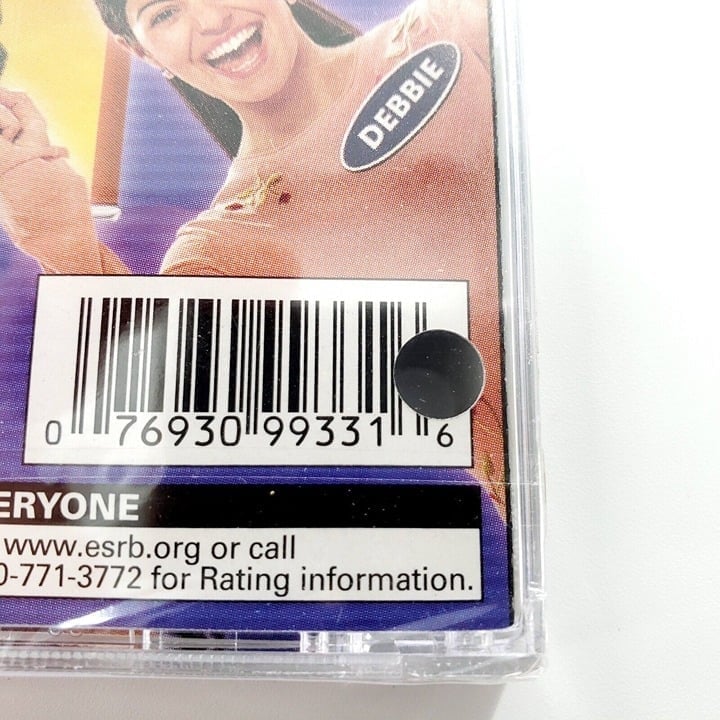 DEBBIE
0 76930 99331 6
ERYONE
www.esrb.org or call
0-771-3772 for Rating information.